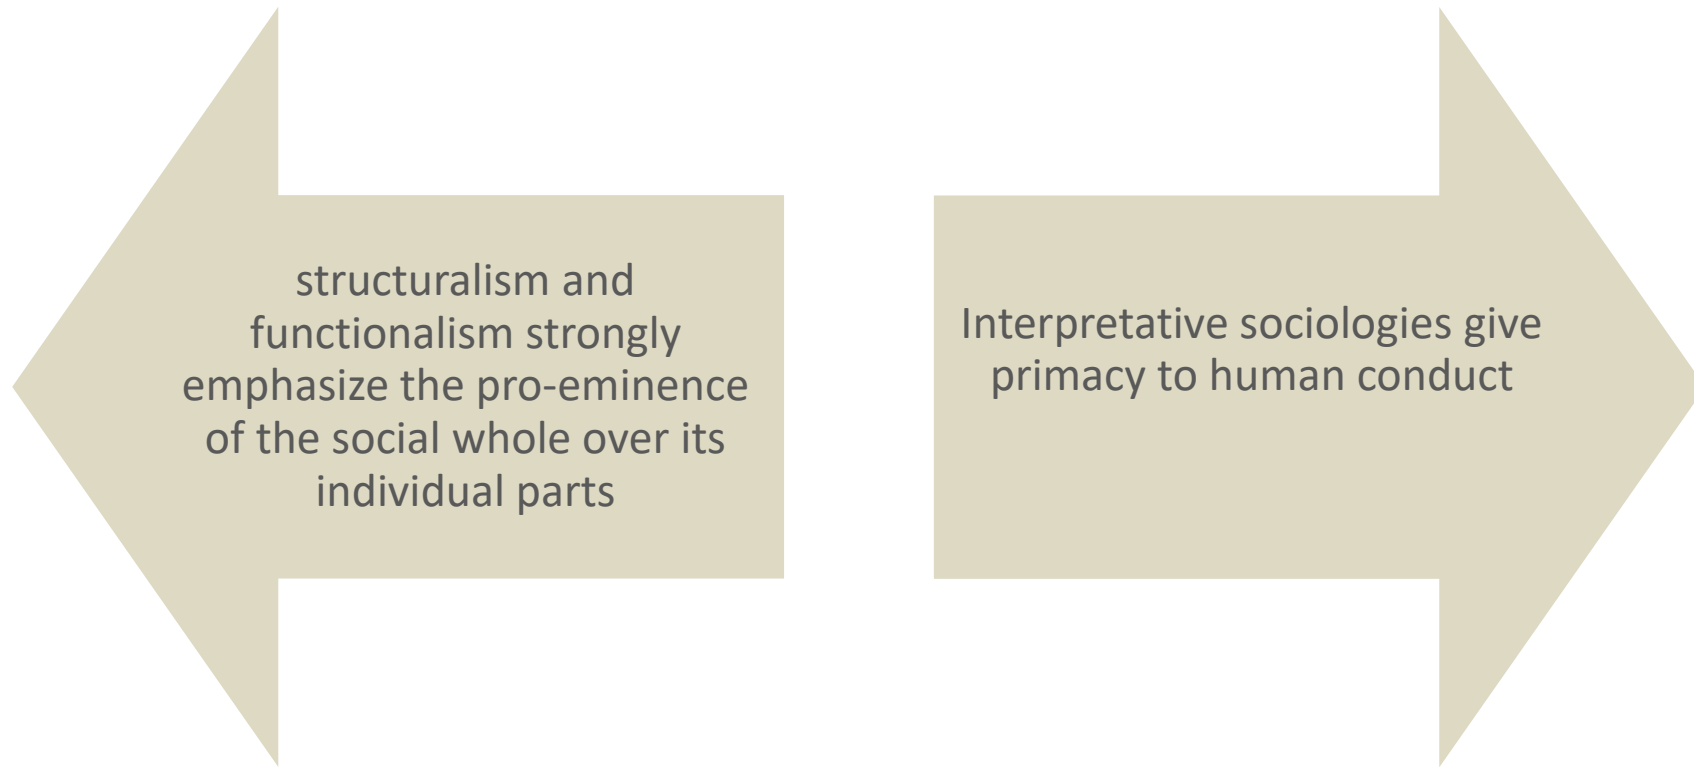 structuralism and
functionalism strongly
emphasize the pro-eminence
of the social whole over its
individual parts
Interpretative sociologies give
primacy to human conduct